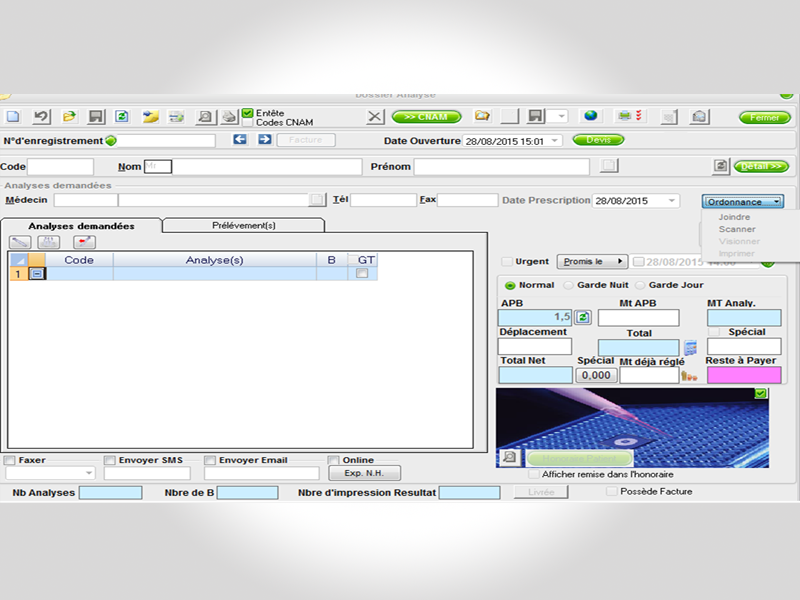 Dossier Analyse
Entête
Codes CNAM
>> CNAM
Fermer
N°d'enregistrement
Facture
Date Ouverture
28/08/2015 15:01
Devis
Code
Nom
Mr
Prénom
Détail >>
Analyses demandées
Médecin
Tél
Fax
Date Prescription
28/08/2015
Ordonnance
Joindre
Scanner
Visionner
Imprimer
Analyses demandées
Prélévement(s)
Code
Analyse(s)
B
GT
1
Urgent
Promis le
28/08/2015
Normal
Garde Nuit
Garde Jour
APB
Mt APB
MT Analy.
1,5
Déplacement
Total
Spécial
Total Net
Spécial
Mt déjà réglé
Reste à Payer
0,000
Afficher remise dans l'honoraire
Faxer
Envoyer SMS
Envoyer Email
Online
Exp. N.H.
Nb Analyses
Nbre de B
Nbre d'impression Resultat
Livrée
Possède Facture